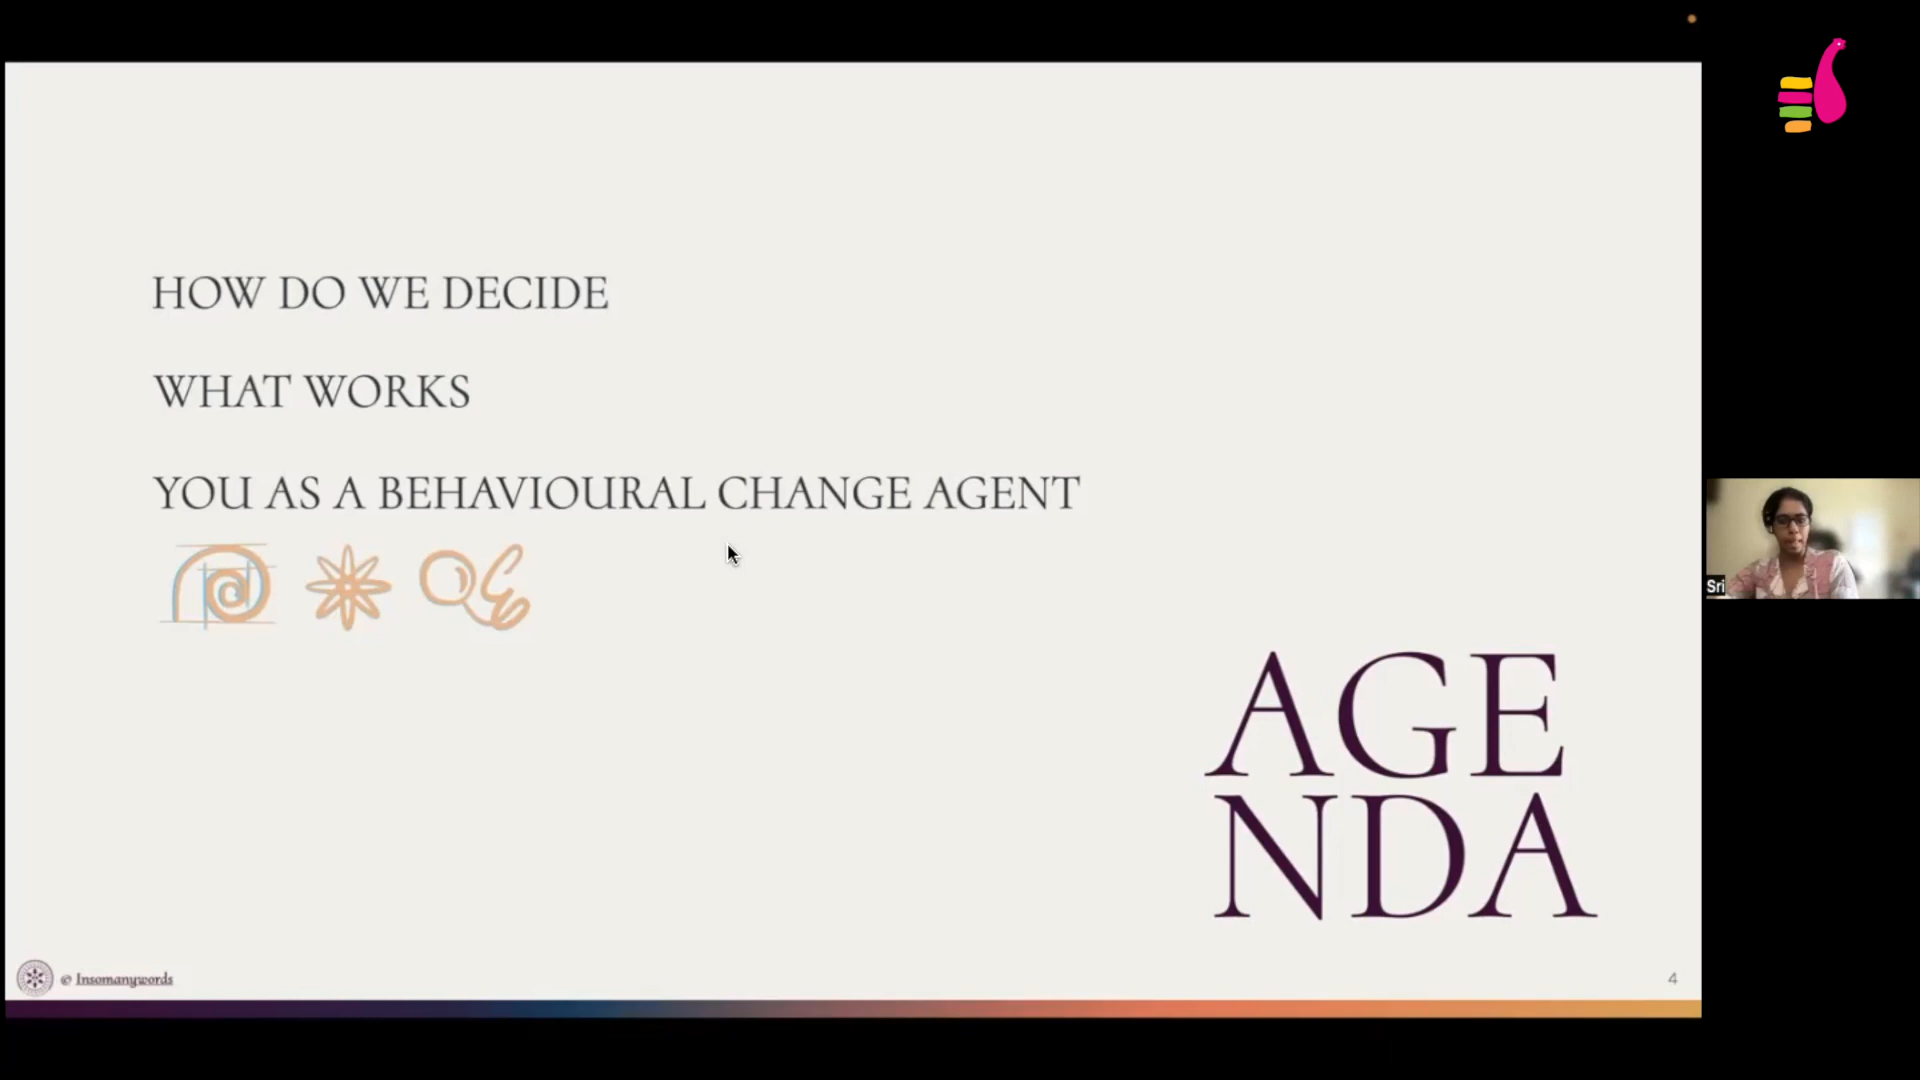 HOW DO WE DECIDE
WHAT WORKS
YOU AS A BEHAVIOURAL CHANGE AGENT
AGE
NDA
© Insomanywords
4
Sri